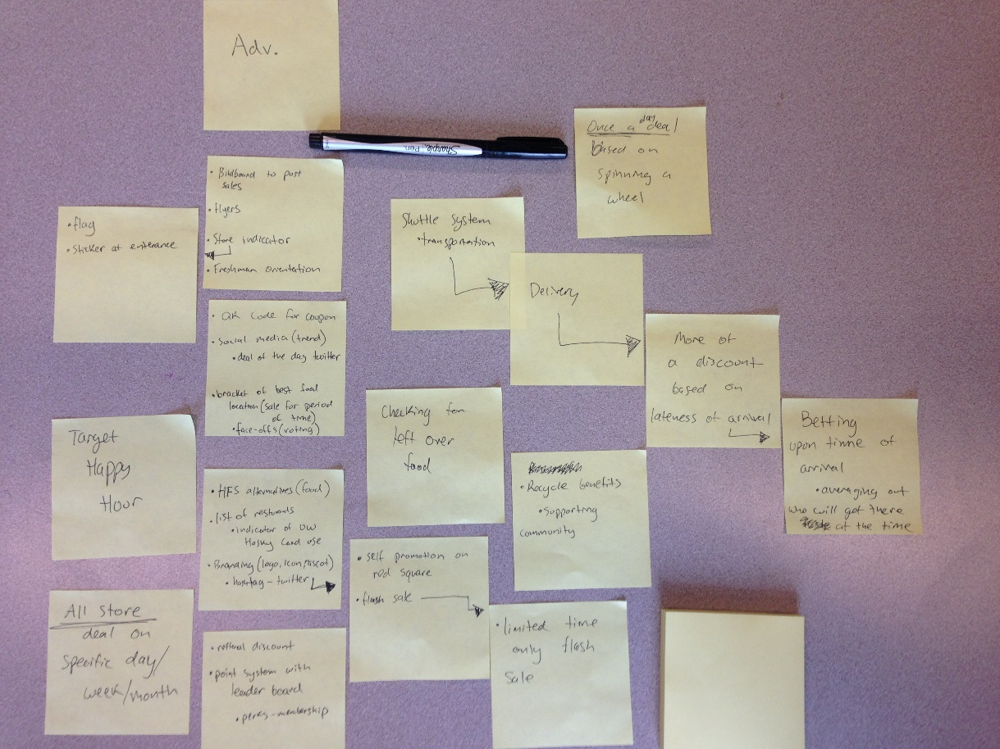 Adv.
Sharpie Pen.
Once a day deal
Based on
spinning a
wheel
• Billboard to post
sales
• flyers
• Store indicator
• Freshman orientation
• flag
• Sticker at enterance
Shuttle system
• transportation
Delivery
• QR Code for coupon
• Social media (trend)
• deal of the day twitter
• bracket of best food
location (sale for period
of time)
• face-offs (voting)
More of
a discount
based on
lateness of arrival
Checking for
left over
food
Betting
upon time of
arrival
• averaging out
who will get there
at the time
Target
Happy
Hour
• HFS alternatives (food)
• list of
• indicator of UW
Husky Card use
• Branding (logo, icon,
• hashtag - twitter
• Recycle benefits
• supporting
community
• self promotion on
red square
• flash sale
All store
deal on
specific day/
week/month
• referral discount
• point system with
leader board
• perks - membership
• limited time
only flash
sale